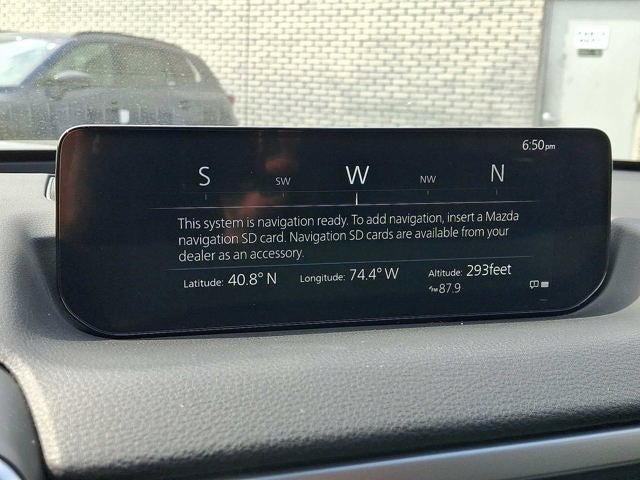 6:50pm
S SW W NW N
This system is navigation ready. To add navigation, insert a Mazda
navigation SD card. Navigation SD cards are available from your
dealer as an accessory.
Latitude: 40.8° N Longitude: 74.4° W Altitude: 293feet
FM 87.9